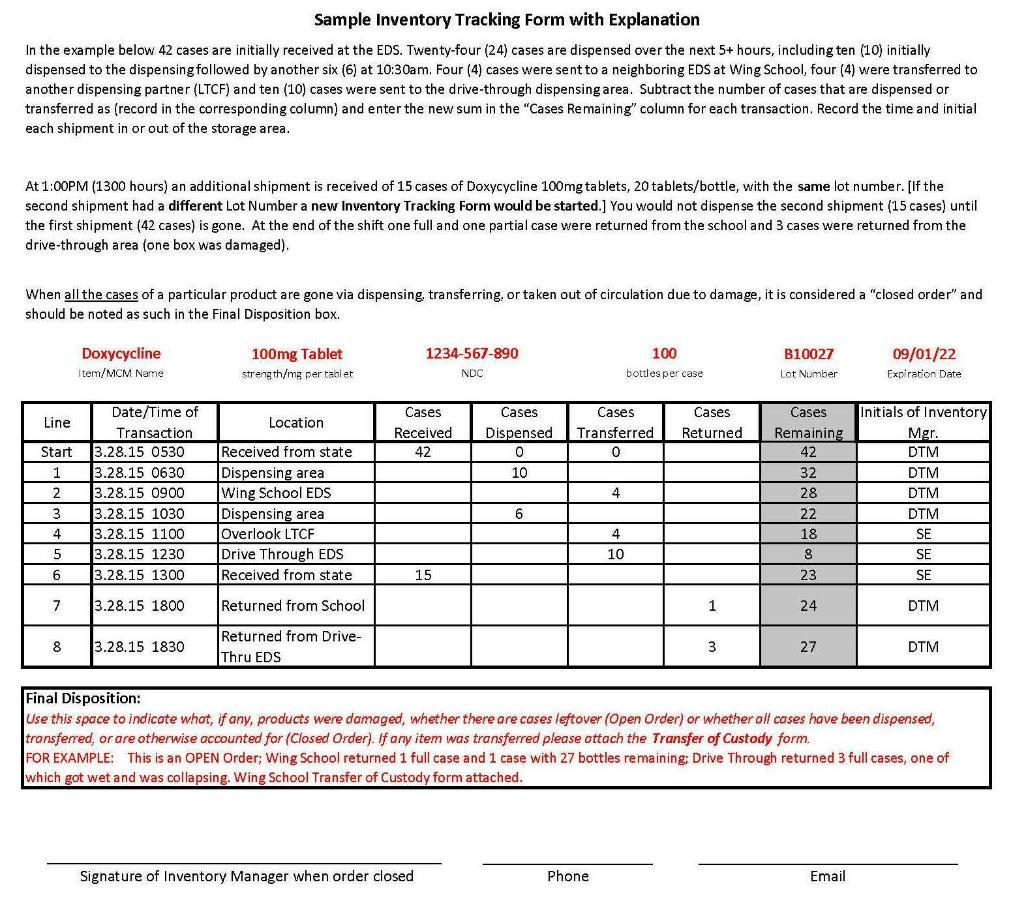 Sample Inventory Tracking Form with Explanation
In the example below 42 cases are initially received at the EDS. Twenty-four (24) cases are dispensed over the next 5+ hours, including ten (10) initially
dispensed to the dispensing followed by another six (6) at 10:30am. Four (4) cases were sent to a neighboring EDS at Wing School, four (4) were transferred to
another dispensing partner (LTCF) and ten (10) cases were sent to the drive-through dispensing area. Subtract the number of cases that are dispensed or
transferred as (record in the corresponding column) and enter the new sum in the “Cases Remaining” column for each transaction. Record the time and initial
each shipment in or out of the storage area.
At 1:00PM (1300 hours) an additional shipment is received of 15 cases of Doxycycline 100mg tablets, 20 tablets/bottle, with the same lot number. [If the
second shipment had a different Lot Number a new Inventory Tracking Form would be started.] You would not dispense the second shipment (15 cases) until
the first shipment (42 cases) is gone. At the end of the shift one full and one partial case were returned from the school and 3 cases were returned from the
drive-through area (one box was damaged).
When all the cases of a particular product are gone via dispensing, transferring, or taken out of circulation due to damage, it is considered a “closed order” and
should be noted as such in the Final Disposition box.
Doxycycline 100mg Tablet 1234-567-890 100 B10027 09/01/22
Item/MCM Name strength/mg per tablet NDC bottles per case Lot Number Expiration Date
Line Date/Time of Transaction Location Cases Received Cases Dispensed Cases Transferred Cases Returned Cases Remaining Initials of Inventory Mgr.
Start 3.28.15 0530 Received from state 42 0 0 42 DTM
1 3.28.15 0630 Dispensing area 10 32 DTM
2 3.28.15 0900 Wing School EDS 4 28 DTM
3 3.28.15 1030 Dispensing area 6 22 DTM
4 3.28.15 1100 Overlook LTCF 4 18 SE
5 3.28.15 1230 Drive Through EDS 10 8 SE
6 3.28.15 1300 Received from state 15 23 SE
7 3.28.15 1800 Returned from School 1 24 DTM
8 3.28.15 1830 Returned from Drive-Thru EDS 3 27 DTM
Final Disposition:
Use this space to indicate what, if any, products were damaged, whether there are cases leftover (Open Order) or whether all cases have been dispensed,
transferred, or are otherwise accounted for (Closed Order). If any item was transferred please attach the Transfer of Custody form.
FOR EXAMPLE: This is an OPEN Order; Wing School returned 1 full case and 1 case with 27 bottles remaining; Drive Through returned 3 full cases, one of
which got wet and was collapsing. Wing School Transfer of Custody form attached.
Signature of Inventory Manager when order closed Phone Email